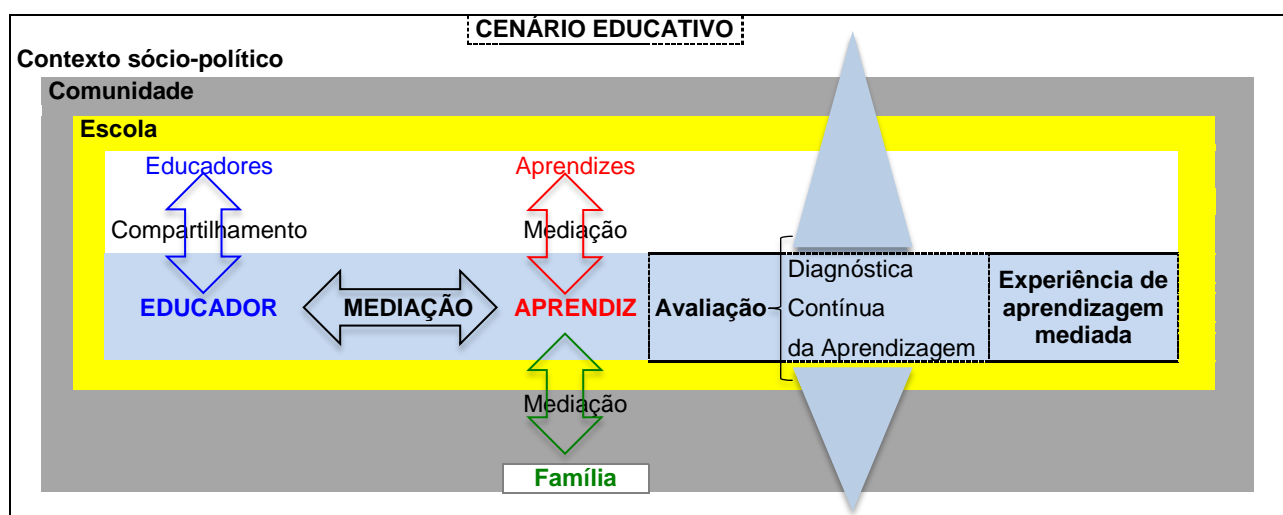 CENÁRIO EDUCATIVO
Contexto sócio-político
Comunidade
Escola
Educadores
Aprendizes
Compartilhamento
Mediação
EDUCADOR
MEDIAÇÃO
APRENDIZ
Avaliação
Diagnóstica
Contínua
da Aprendizagem
Experiência de
aprendizagem
mediada
Mediação
Família